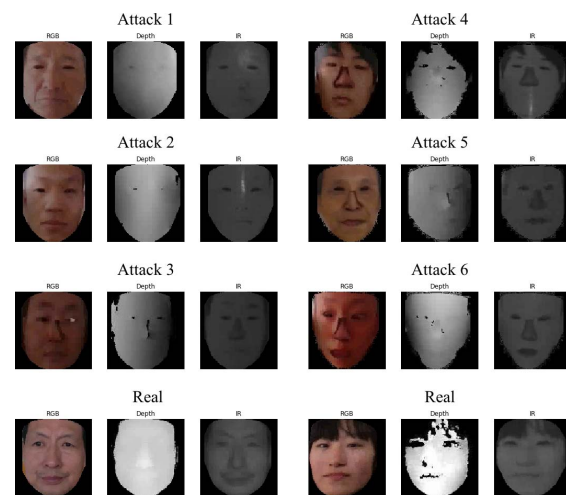 Attack 1
RGB Depth IR
Attack 4
RGB Depth IR
Attack 2
RGB Depth IR
Attack 5
RGB Depth IR
Attack 3
RGB Depth IR
Attack 6
RGB Depth IR
Real
RGB Depth IR
Real
RGB Depth IR